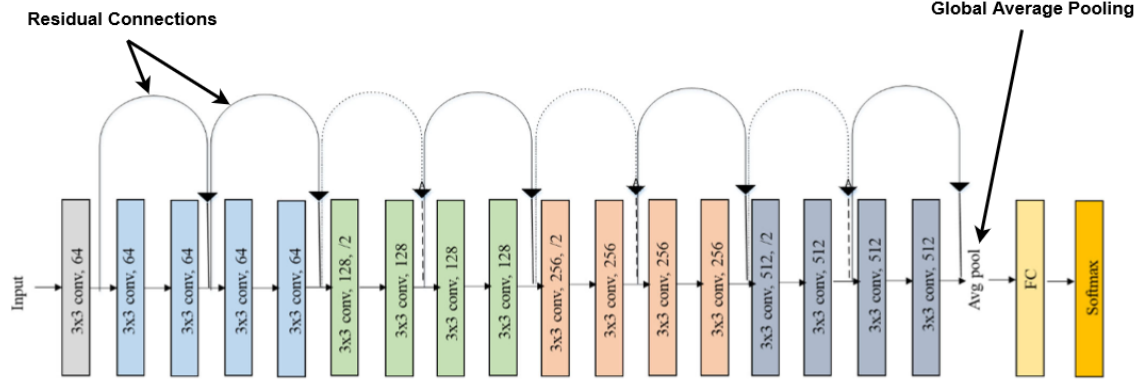 Residual Connections
Global Average Pooling
Input
3x3 conv, 64
3x3 conv, 64
3x3 conv, 64
3x3 conv, 64
3x3 conv, 64
3x3 conv, 128, /2
3x3 conv, 128
3x3 conv, 128
3x3 conv, 128
3x3 conv, 256, /2
3x3 conv, 256
3x3 conv, 256
3x3 conv, 256
3x3 conv, 512, /2
3x3 conv, 512
3x3 conv, 512
3x3 conv, 512
Avg pool
FC
Softmax